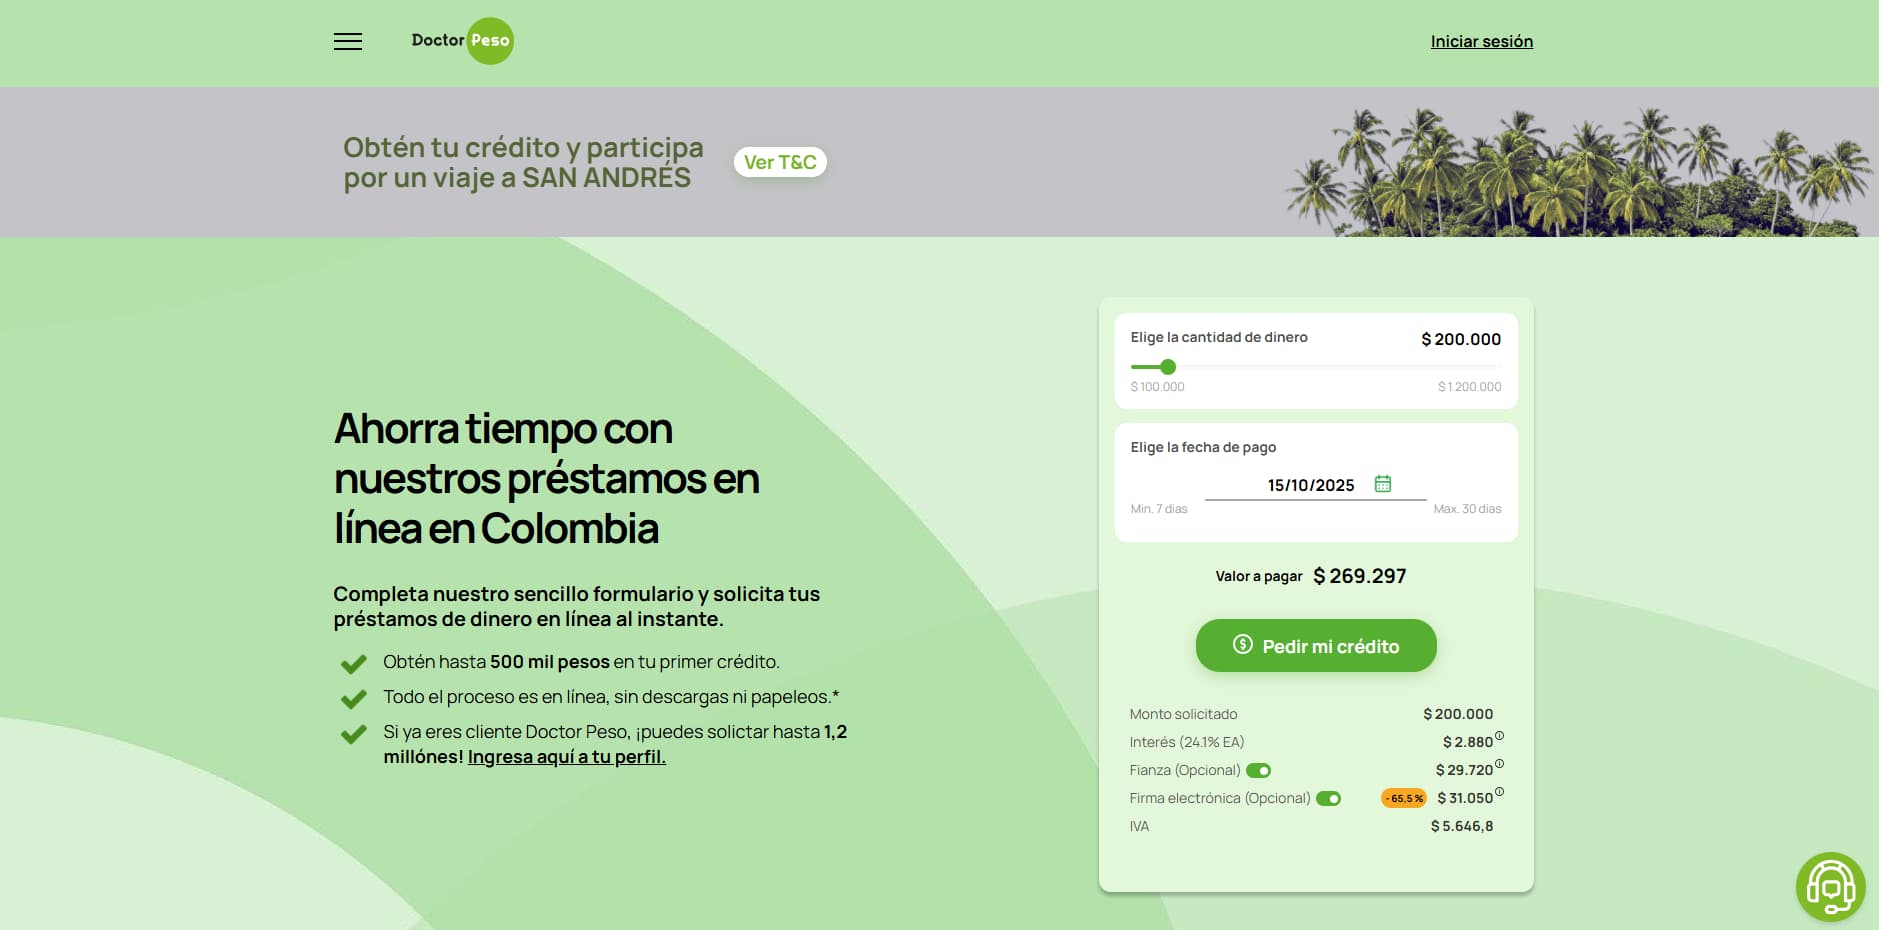 Doctor Peso
Iniciar sesión
Obtén tu crédito y participa
por un viaje a SAN ANDRÉS
Ver T&C
Ahorra tiempo con
nuestros préstamos en
línea en Colombia
Completa nuestro sencillo formulario y solicita tus
préstamos de dinero en línea al instante.
Obtén hasta 500 mil pesos en tu primer crédito.
Todo el proceso es en línea, sin descargas ni papeleos.*
Si ya eres cliente Doctor Peso, ¡puedes solictar hasta 1,2
millónes! Ingresa aquí a tu perfil.
Elige la cantidad de dinero $ 200.000
$ 100.000 $ 1.200.000
Elige la fecha de pago
15/10/2025
Min. 7 dias Max. 30 dias
Valor a pagar $ 269.297
Pedir mi crédito
Monto solicitado $ 200.000
Interés (24.1% EA) $ 2.880
Fianza (Opcional) $ 29.720
Firma electrónica (Opcional) - 65,5 % $ 31.050
IVA $ 5.646,8